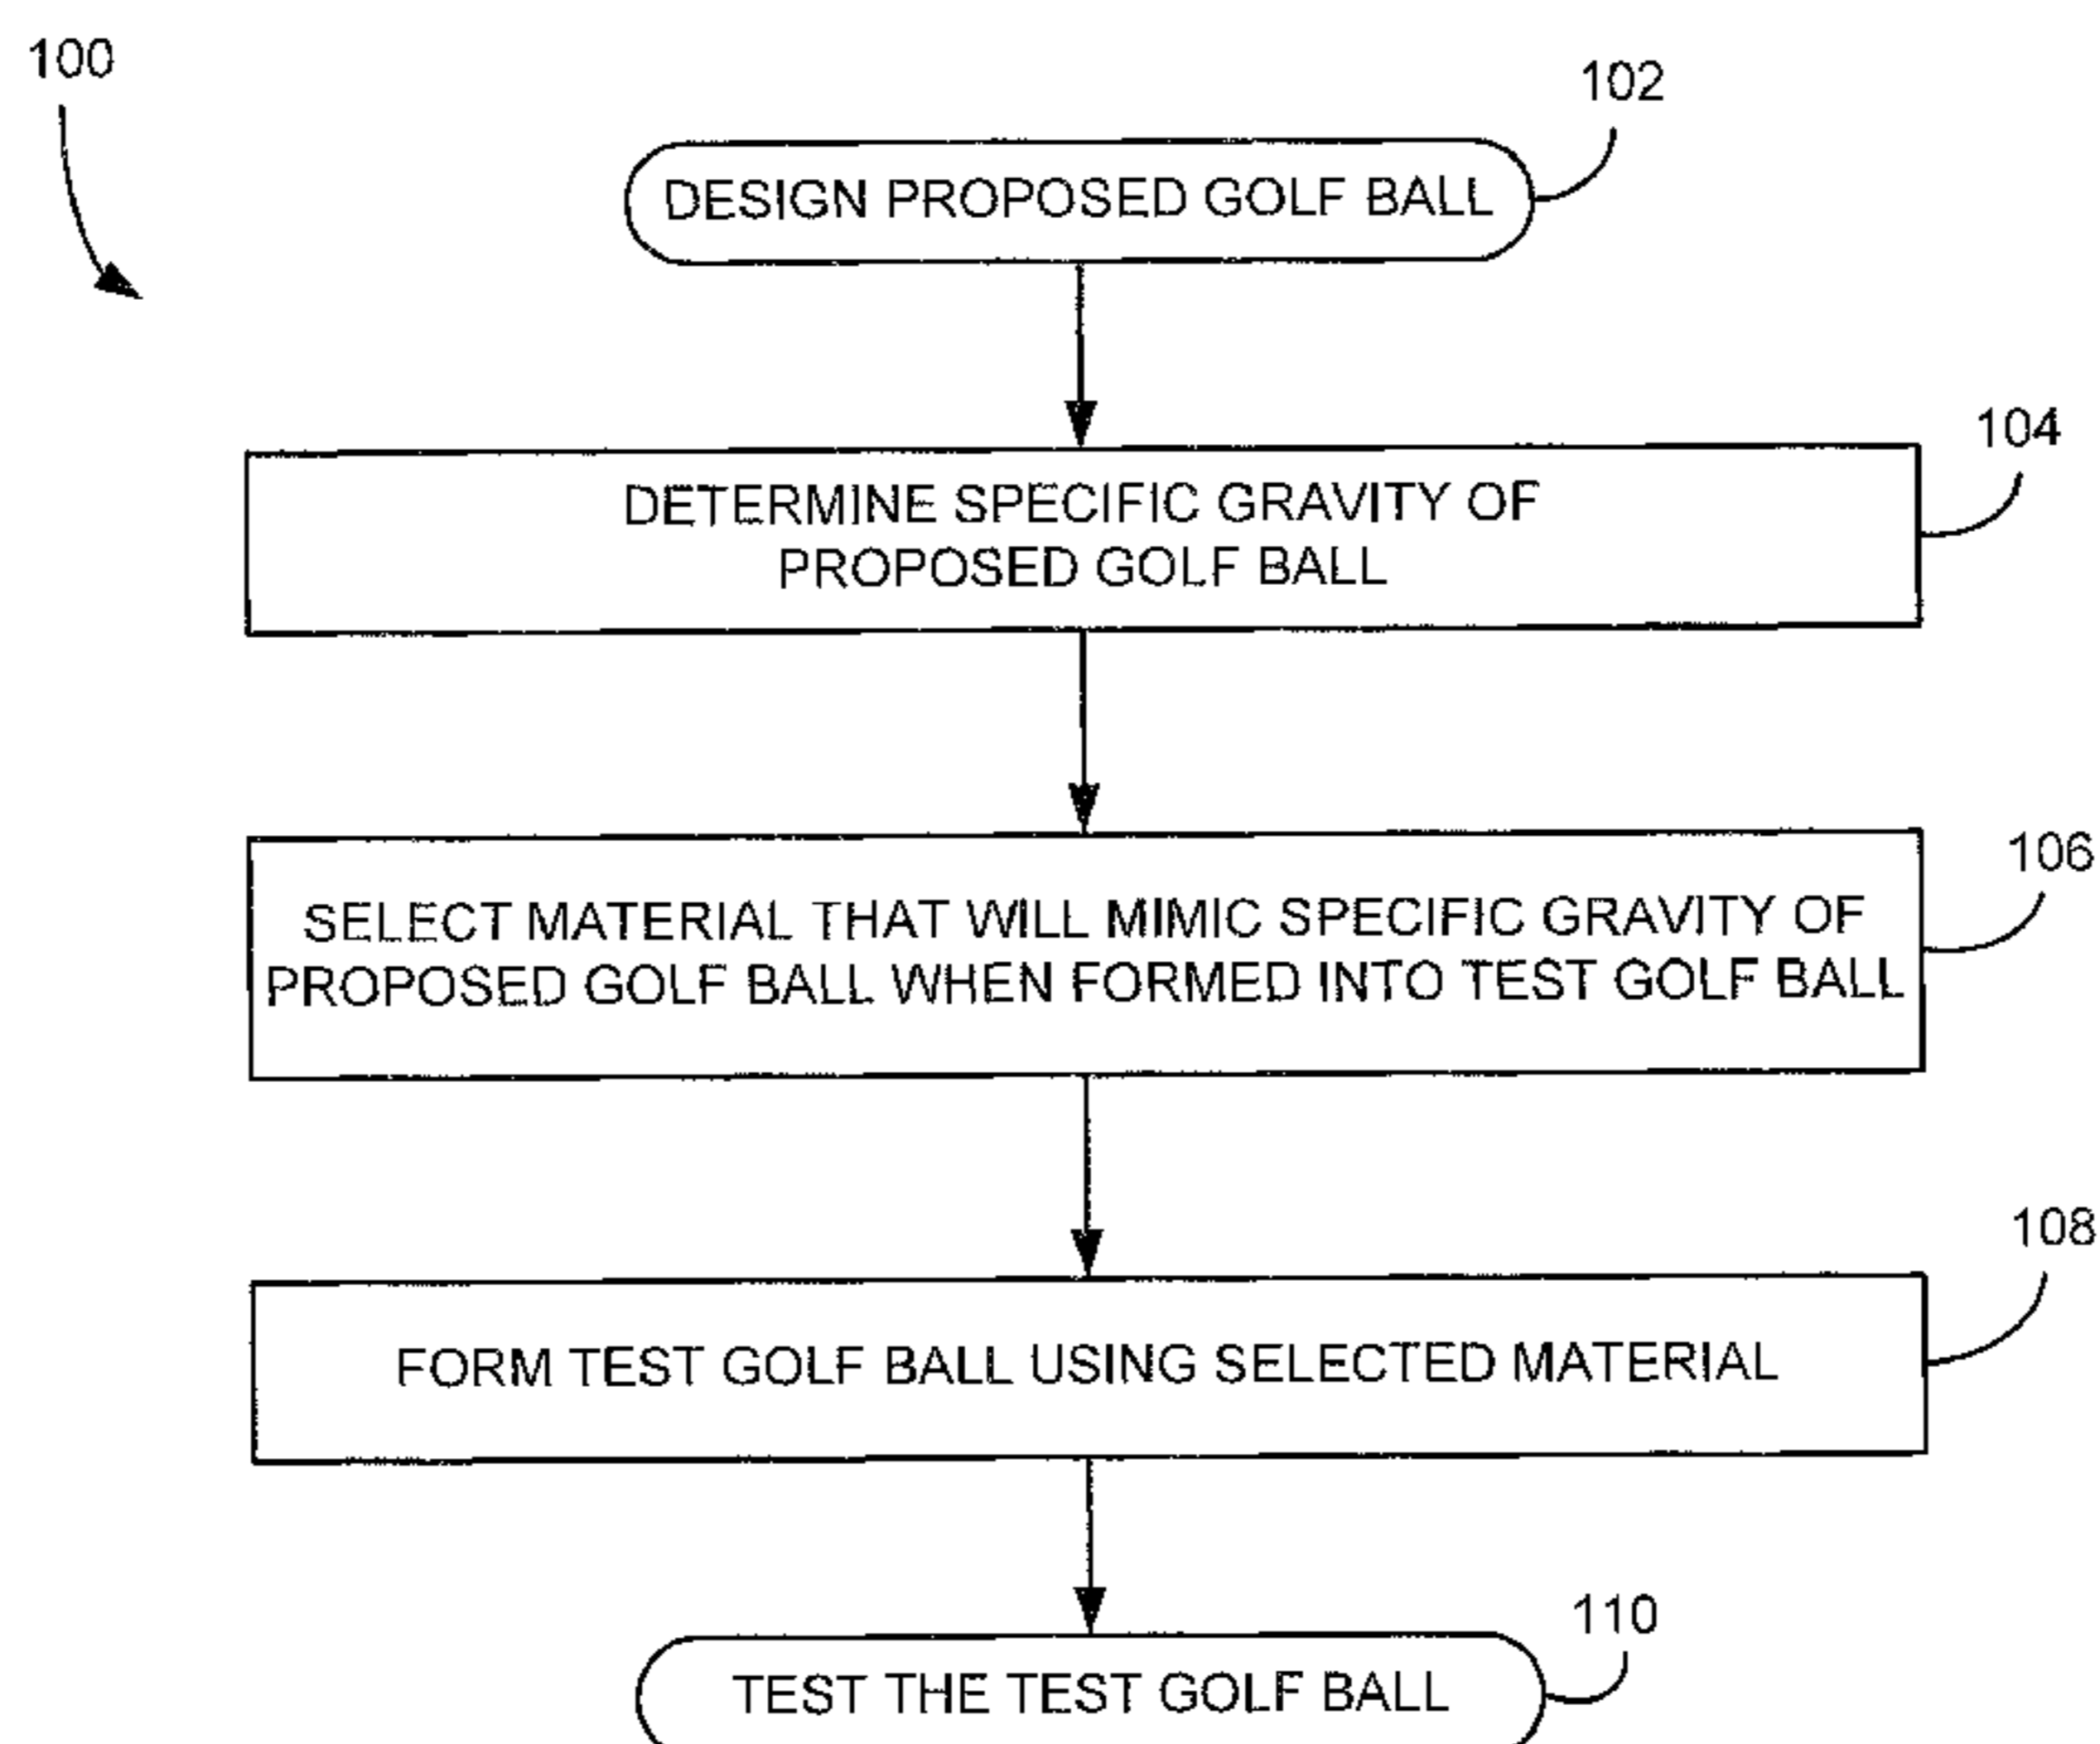 100
102
DESIGN PROPOSED GOLF BALL
104
DETERMINE SPECIFIC GRAVITY OF
PROPOSED GOLF BALL
106
SELECT MATERIAL THAT WILL MIMIC SPECIFIC GRAVITY OF
PROPOSED GOLF BALL WHEN FORMED INTO TEST GOLF BALL
108
FORM TEST GOLF BALL USING SELECTED MATERIAL
110
TEST THE TEST GOLF BALL